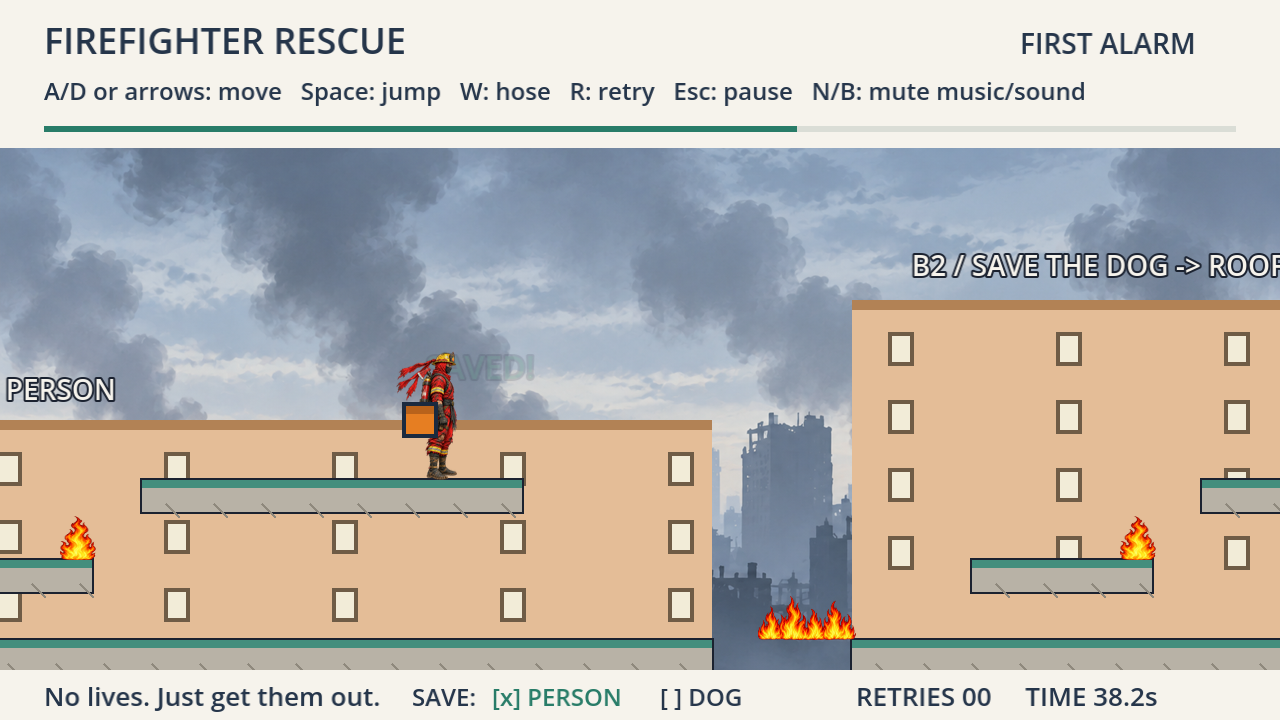 FIREFIGHTER RESCUE
FIRST ALARM
A/D or arrows: move Space: jump W: hose R: retry Esc: pause N/B: mute music/sound
B2 / SAVE THE DOG -> ROOF
AVED!
PERSON
No lives. Just get them out. SAVE: [x] PERSON [ ] DOG RETRIES 00 TIME 38.2s